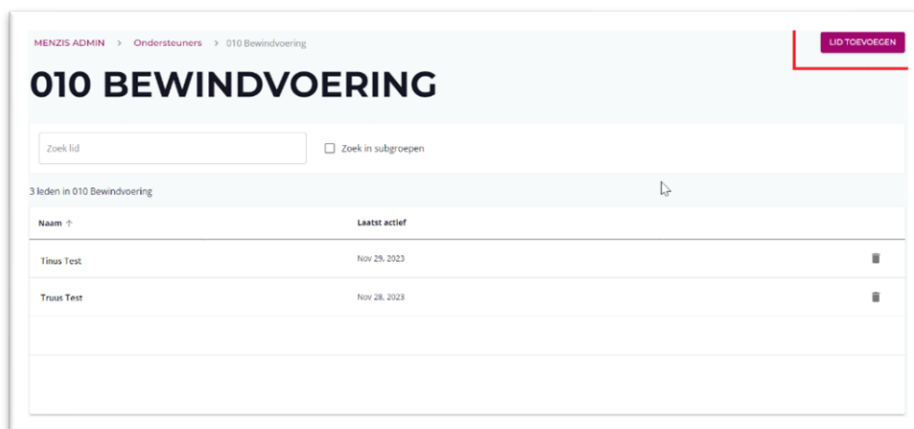 MENZIS ADMIN > Ondersteuners > 010 Bewindvoering
LID TOEVOEGEN
010 BEWINDVOERING
Zoek lid
Zoek in subgroepen
3 leden in 010 Bewindvoering
Naam ↑ Laatst actief
Tinus Test Nov 29, 2023
Truus Test Nov 28, 2023